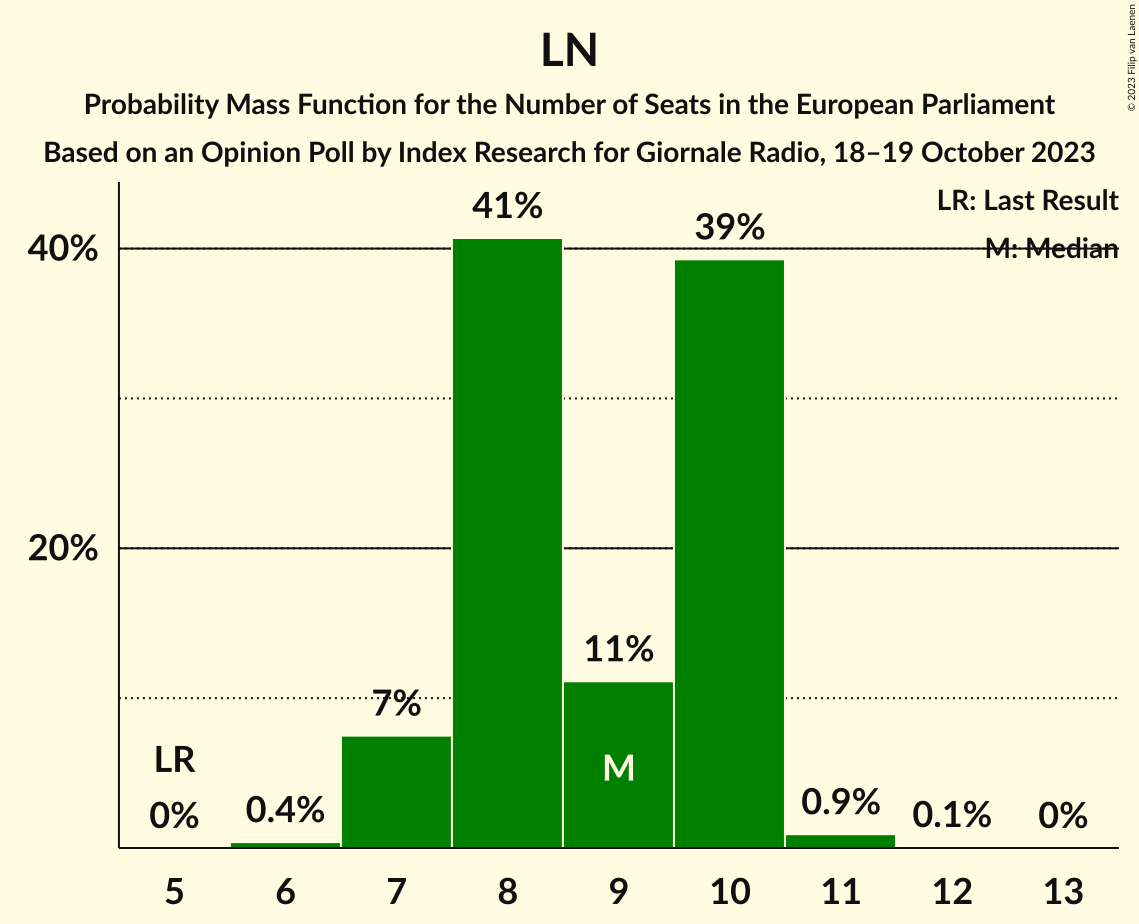 LN
Probability Mass Function for the Number of Seats in the European Parliament
Based on an Opinion Poll by Index Research for Giornale Radio, 18–19 October 2023
© 2023 Filip van Laenen
LR: Last Result
M: Median
40%
20%
41%
39%
11%
7%
LR
0%
0.4%
M
0.9%
0.1%
0%
5 6 7 8 9 10 11 12 13